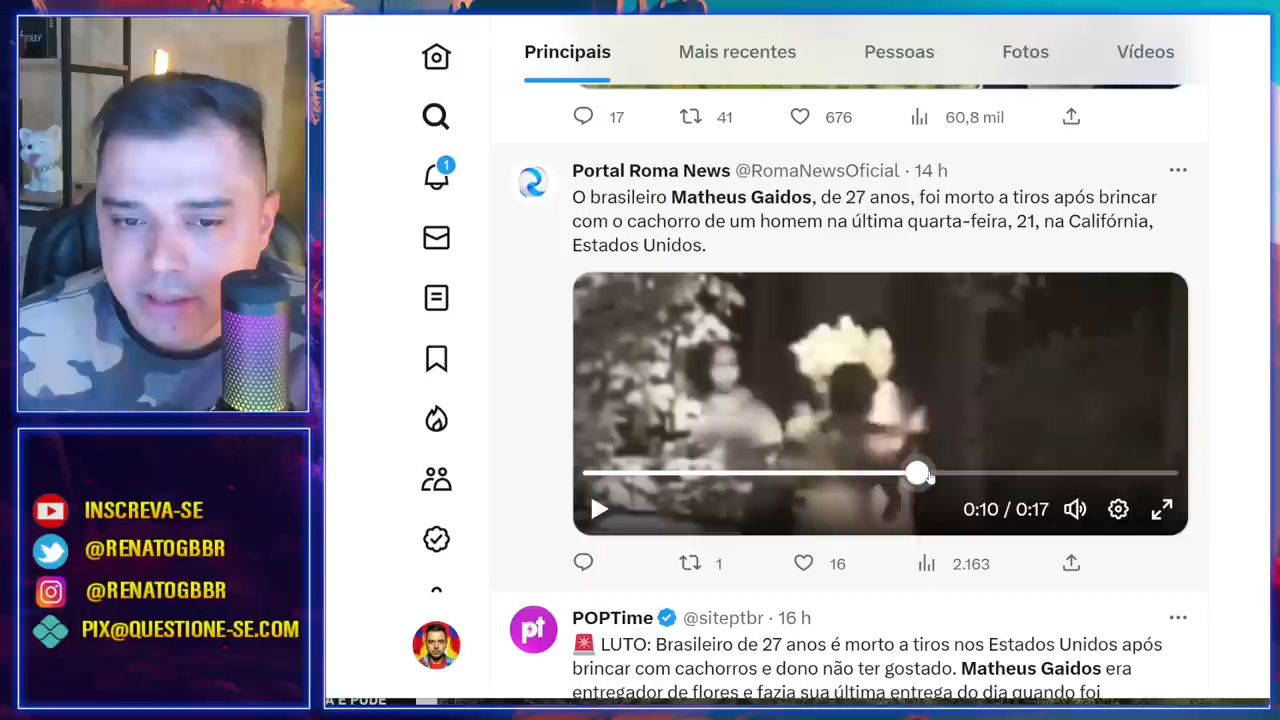 Principais
Mais recentes
Pessoas
Fotos
Vídeos
17
41
676
60,8 mil
1
Portal Roma News @RomaNewsOficial · 14 h
O brasileiro Matheus Gaidos, de 27 anos, foi morto a tiros após brincar
com o cachorro de um homem na última quarta-feira, 21, na Califórnia,
Estados Unidos.
0:10 / 0:17
1
16
2.163
POPTime @siteptbr · 16 h
pt
🚨 LUTO: Brasileiro de 27 anos é morto a tiros nos Estados Unidos após
brincar com cachorros e dono não ter gostado. Matheus Gaidos era
entregador de flores e fazia sua última entrega do dia quando foi
INSCREVA-SE
@RENATOGBBR
@RENATOGBBR
PIX@QUESTIONE-SE.COM